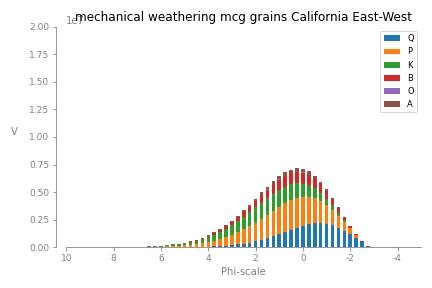 mechanical weathering mcg grains California East-West
1e7
2.00
1.75
1.50
1.25
1.00
0.75
0.50
0.25
0.00
V
10 8 6 4 2 0 -2 -4
Phi-scale
Q
P
K
B
O
A